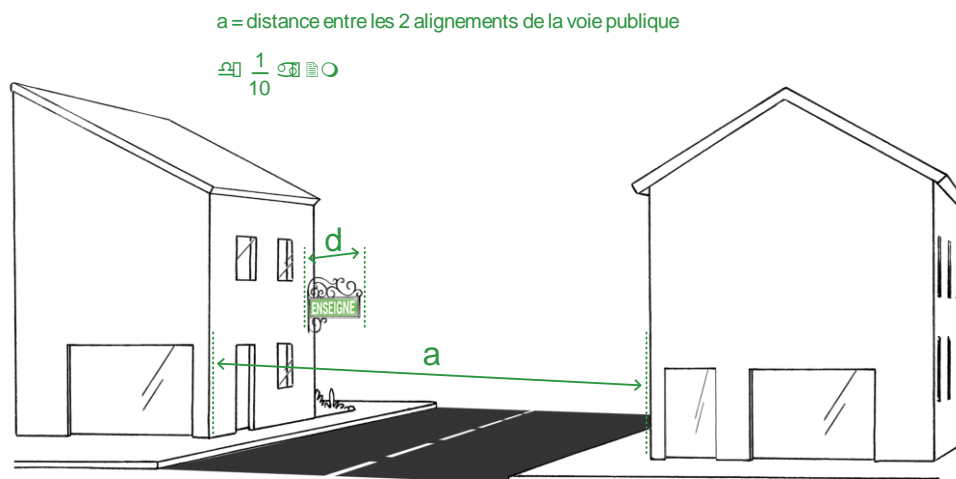 a = distance entre les 2 alignements de la voie publique
♎︎⎕ 1/10 ♋︎⎕ 🖹❍
d
ENSEIGNE
a